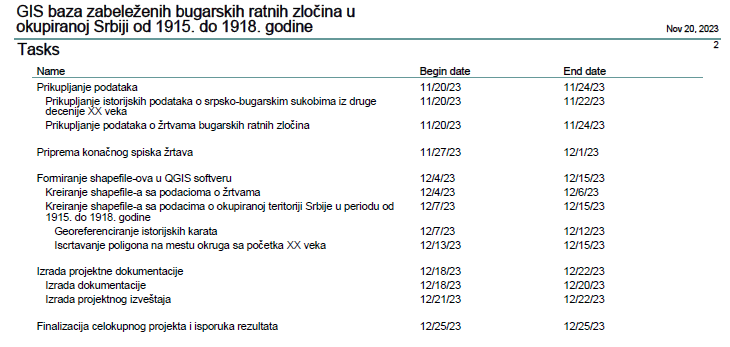 GIS baza zabeleženih bugarskih ratnih zločina u
okupiranoj Srbiji od 1915. do 1918. godine
Nov 20, 2023
Tasks
2
Name Begin date End date
Prikupljanje podataka 11/20/23 11/24/23
Prikupljanje istorijskih podataka o srpsko-bugarskim sukobima iz druge 11/20/23 11/22/23
decenije XX veka
Prikupljanje podataka o žrtvama bugarskih ratnih zločina 11/20/23 11/24/23
Priprema konačnog spiska žrtava 11/27/23 12/1/23
Formiranje shapefile-ova u QGIS softveru 12/4/23 12/15/23
Kreiranje shapefile-a sa podacioma o žrtvama 12/4/23 12/6/23
Kreiranje shapefile-a sa podacima o okupiranoj teritoriji Srbije u periodu od 12/7/23 12/15/23
1915. do 1918. godine
Georeferenciranje istorijskih karata 12/7/23 12/12/23
Iscrtavanje poligona na mestu okruga sa početka XX veka 12/13/23 12/15/23
Izrada projektne dokumentacije 12/18/23 12/22/23
Izrada dokumentacije 12/18/23 12/20/23
Izrada projektnog izveštaja 12/21/23 12/22/23
Finalizacija celokupnog projekta i isporuka rezultata 12/25/23 12/25/23